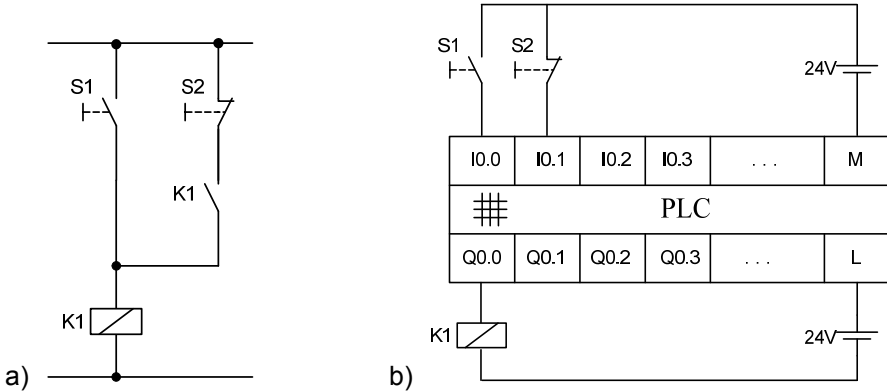 S1
S2
K1
K1
a)
S1
S2
24V
I0.0 I0.1 I0.2 I0.3 . . . M
PLC
Q0.0 Q0.1 Q0.2 Q0.3 . . . L
K1
24V
b)